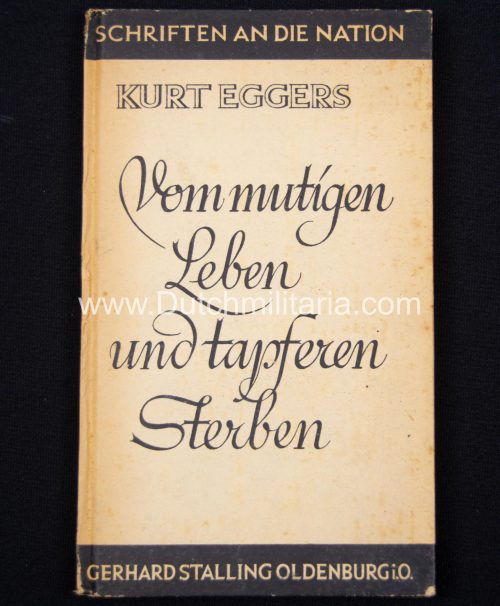 SCHRIFTEN AN DIE NATION
KURT EGGERS
Vom mutigen
Leben
www.Dutchmilitaria.com
und tapferen
Sterben
GERHARD STALLING OLDENBURG i.O.